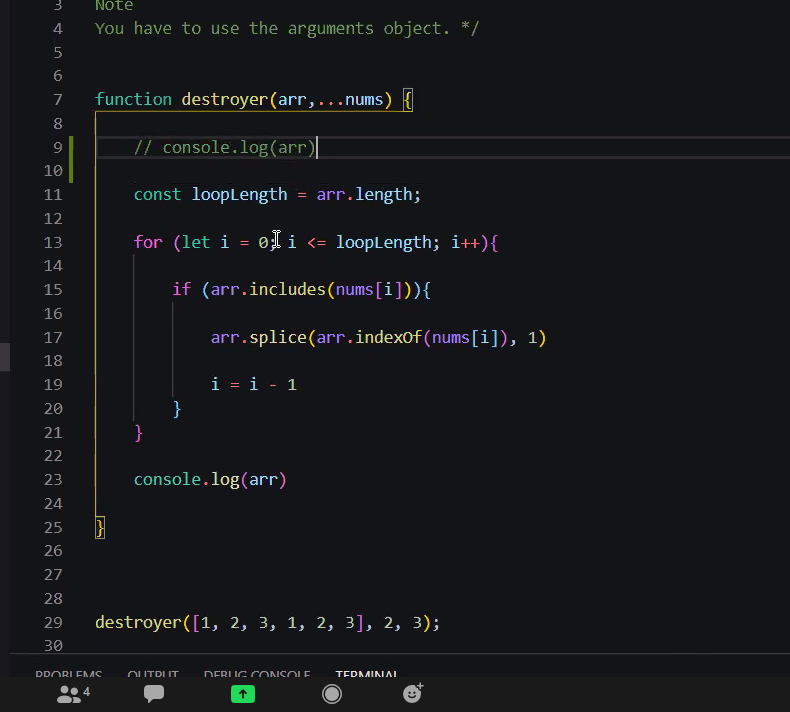 3 Note
4 You have to use the arguments object. */
5
6
7 function destroyer(arr,...nums) {
8
9 // console.log(arr)
10
11 const loopLength = arr.length;
12
13 for (let i = 0; i <= loopLength; i++){
14
15 if (arr.includes(nums[i])){
16
17 arr.splice(arr.indexOf(nums[i]), 1)
18
19 i = i - 1
20 }
21 }
22
23 console.log(arr)
24
25 }
26
27
28
29 destroyer([1, 2, 3, 1, 2, 3], 2, 3);
30
PROBLEMS OUTPUT DEBUG CONSOLE TERMINAL
4